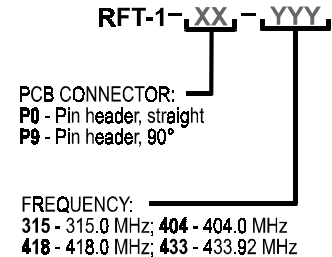 RFT-1-XX-YYY
PCB CONNECTOR:
P0 - Pin header, straight
P9 - Pin header, 90°
FREQUENCY:
315 - 315.0 MHz; 404 - 404.0 MHz
418 - 418.0 MHz; 433 - 433.92 MHz